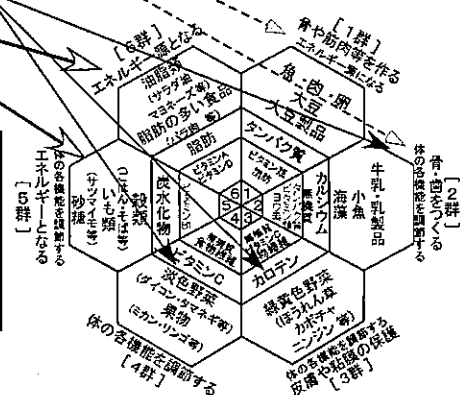 [1群]
骨や筋肉等を作る
エネルギー源になる
魚・肉・卵
大豆
大豆製品
タンパク質
脂肪
[2群]
骨・歯をつくる
体の各機能を調節する
牛乳・乳製品
小魚
海藻
カルシウム
無機質
ヨウ素
[3群]
皮膚や粘膜の保護
体の各機能を調節する
緑黄色野菜
(ほうれん草
カボチャ
ニンジン 等)
カロテン
[4群]
体の各機能を調節する
淡色野菜
(ダイコン・タマネギ等)
果物
(ミカン・リンゴ等)
ビタミンC
[5群]
エネルギーとなる
体の各機能を調節する
穀類
(ごはん・そば等)
いも類
(サツマイモ等)
砂糖
炭水化物
[6群]
エネルギー源となる
油脂類
(サラダ油
マヨネーズ等)
脂肪の多い食品
(バラ肉 等)
脂肪
6 1
5 2
4 3